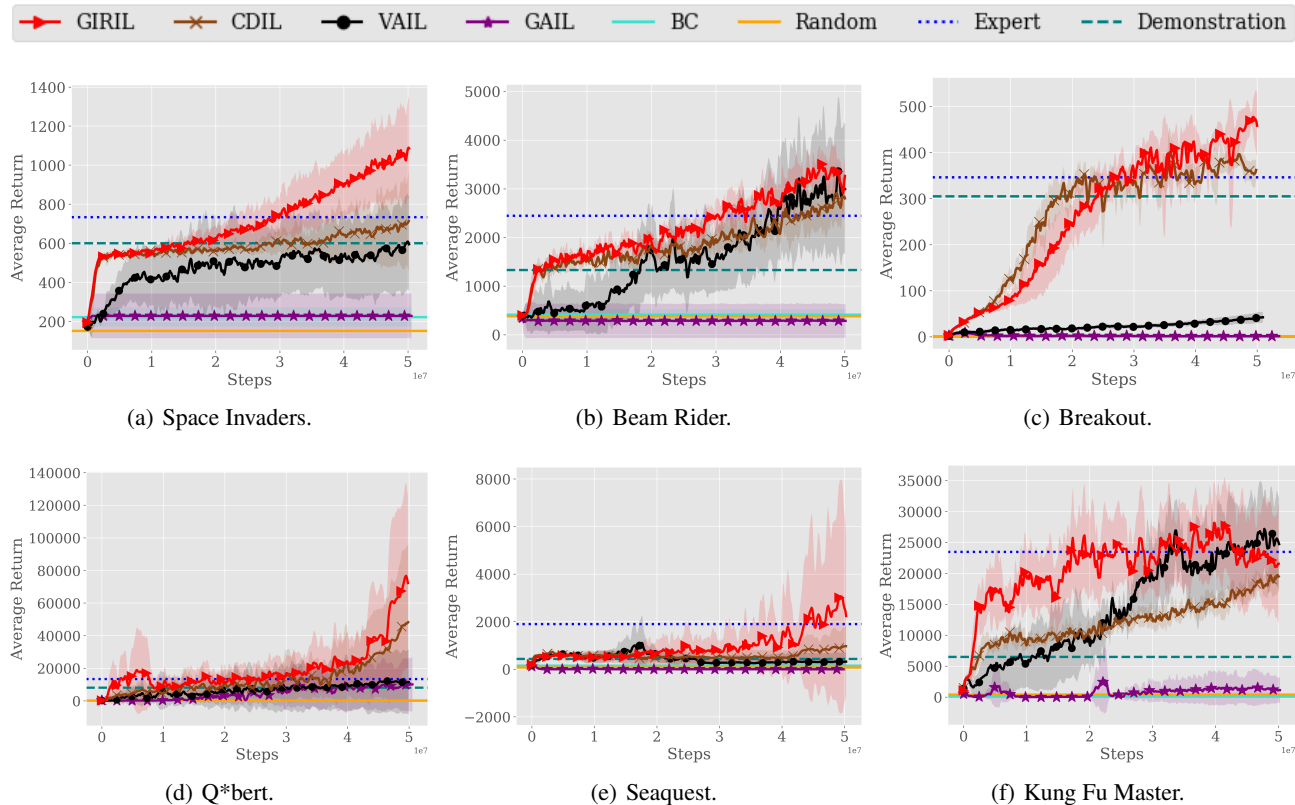 GIRIL CDIL VAIL GAIL BC Random Expert Demonstration
1400
1200
1000
800
600
400
200
Average Return
0 1 2 3 4 5
Steps
1e7
(a) Space Invaders.
5000
4000
3000
2000
1000
0
Average Return
0 1 2 3 4 5
Steps
1e7
(b) Beam Rider.
500
400
300
200
100
0
Average Return
0 1 2 3 4 5
Steps
1e7
(c) Breakout.
140000
120000
100000
80000
60000
40000
20000
0
Average Return
0 1 2 3 4 5
Steps
1e7
(d) Q*bert.
8000
6000
4000
2000
0
−2000
Average Return
0 1 2 3 4 5
Steps
1e7
(e) Seaquest.
35000
30000
25000
20000
15000
10000
5000
0
Average Return
0 1 2 3 4 5
Steps
1e7
(f) Kung Fu Master.